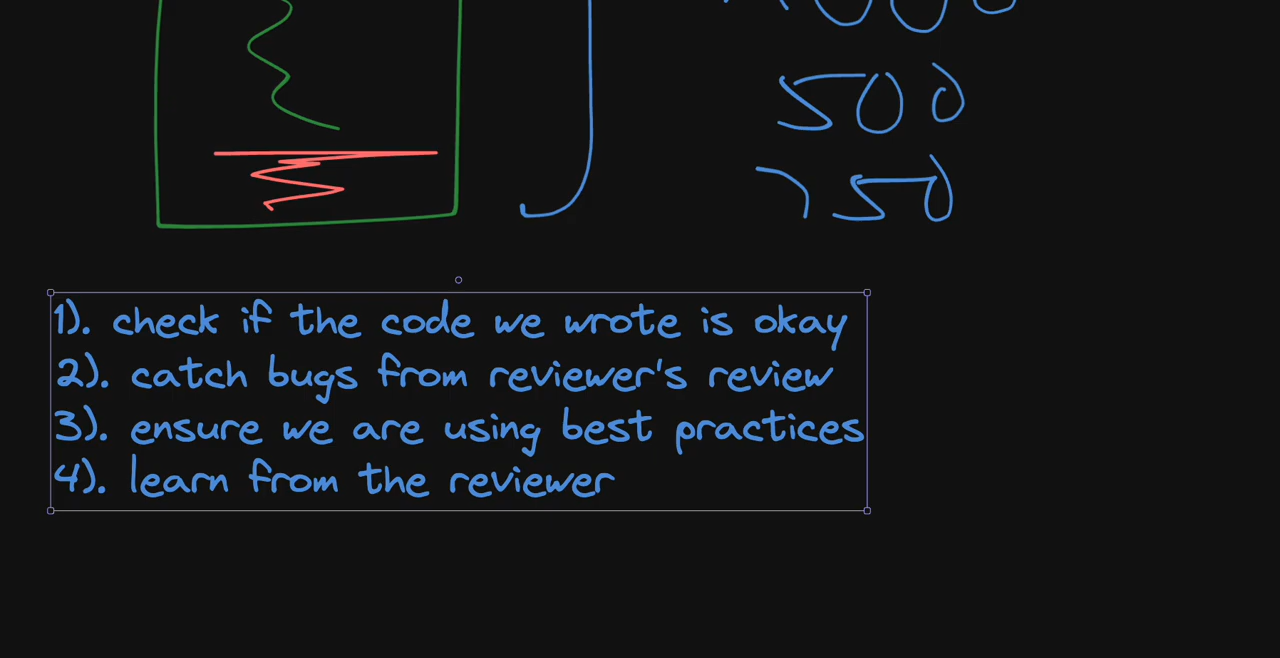 500
750
1). check if the code we wrote is okay
2). catch bugs from reviewer's review
3). ensure we are using best practices
4). learn from the reviewer